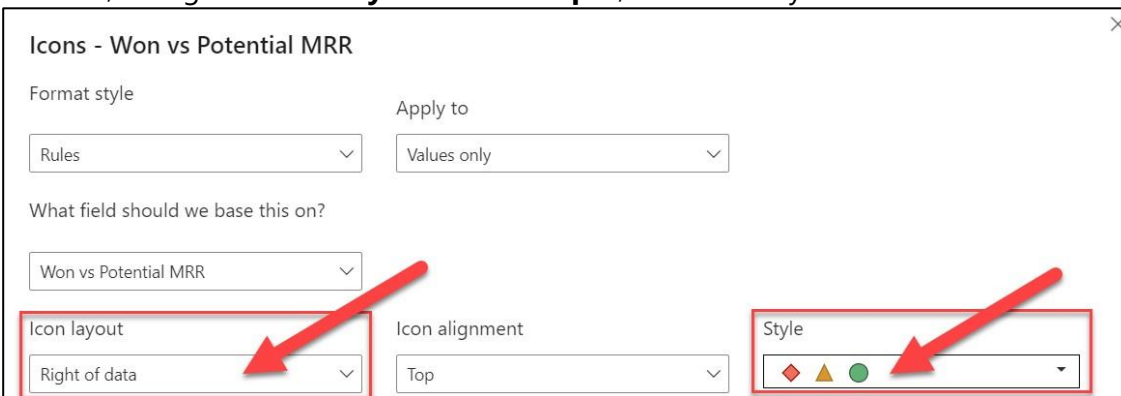 Icons - Won vs Potential MRR
Format style
Apply to
Rules
Values only
What field should we base this on?
Won vs Potential MRR
Icon layout
Icon alignment
Style
Right of data
Top